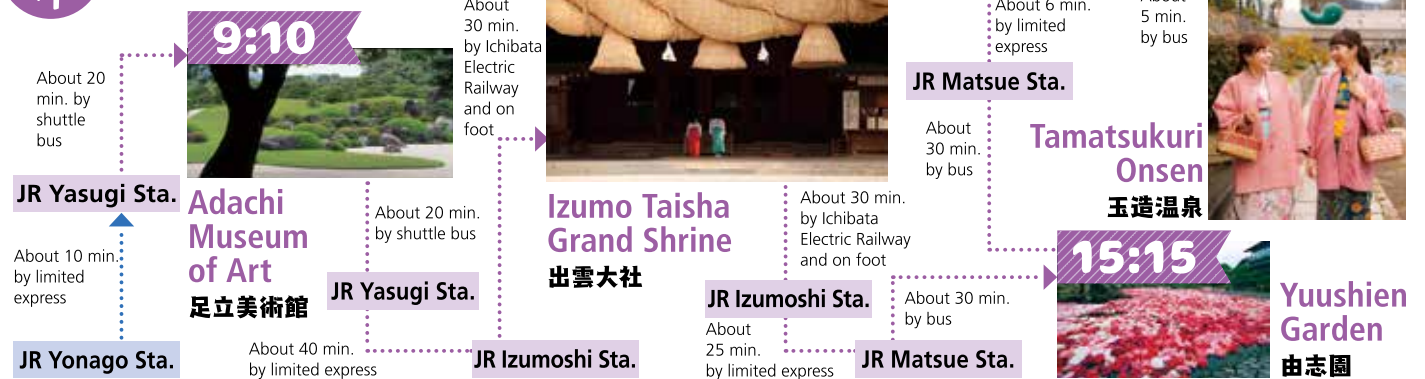 9:10
About 20
min. by
shuttle
bus
JR Yasugi Sta.
About 10 min.
by limited
express
JR Yonago Sta.
Adachi
Museum
of Art
足立美術館
About 20 min.
by shuttle bus
JR Yasugi Sta.
About 40 min.
by limited express
JR Izumoshi Sta.
About
30 min.
by Ichibata
Electric
Railway
and on
foot
Izumo Taisha
Grand Shrine
出雲大社
About 30 min.
by Ichibata
Electric Railway
and on foot
JR Izumoshi Sta.
About
25 min.
by limited express
JR Matsue Sta.
About 30 min.
by bus
About 6 min.
by limited
express
JR Matsue Sta.
About
30 min.
by bus
About
5 min.
by bus
Tamatsukuri
Onsen
玉造温泉
15:15
Yuushien
Garden
由志園